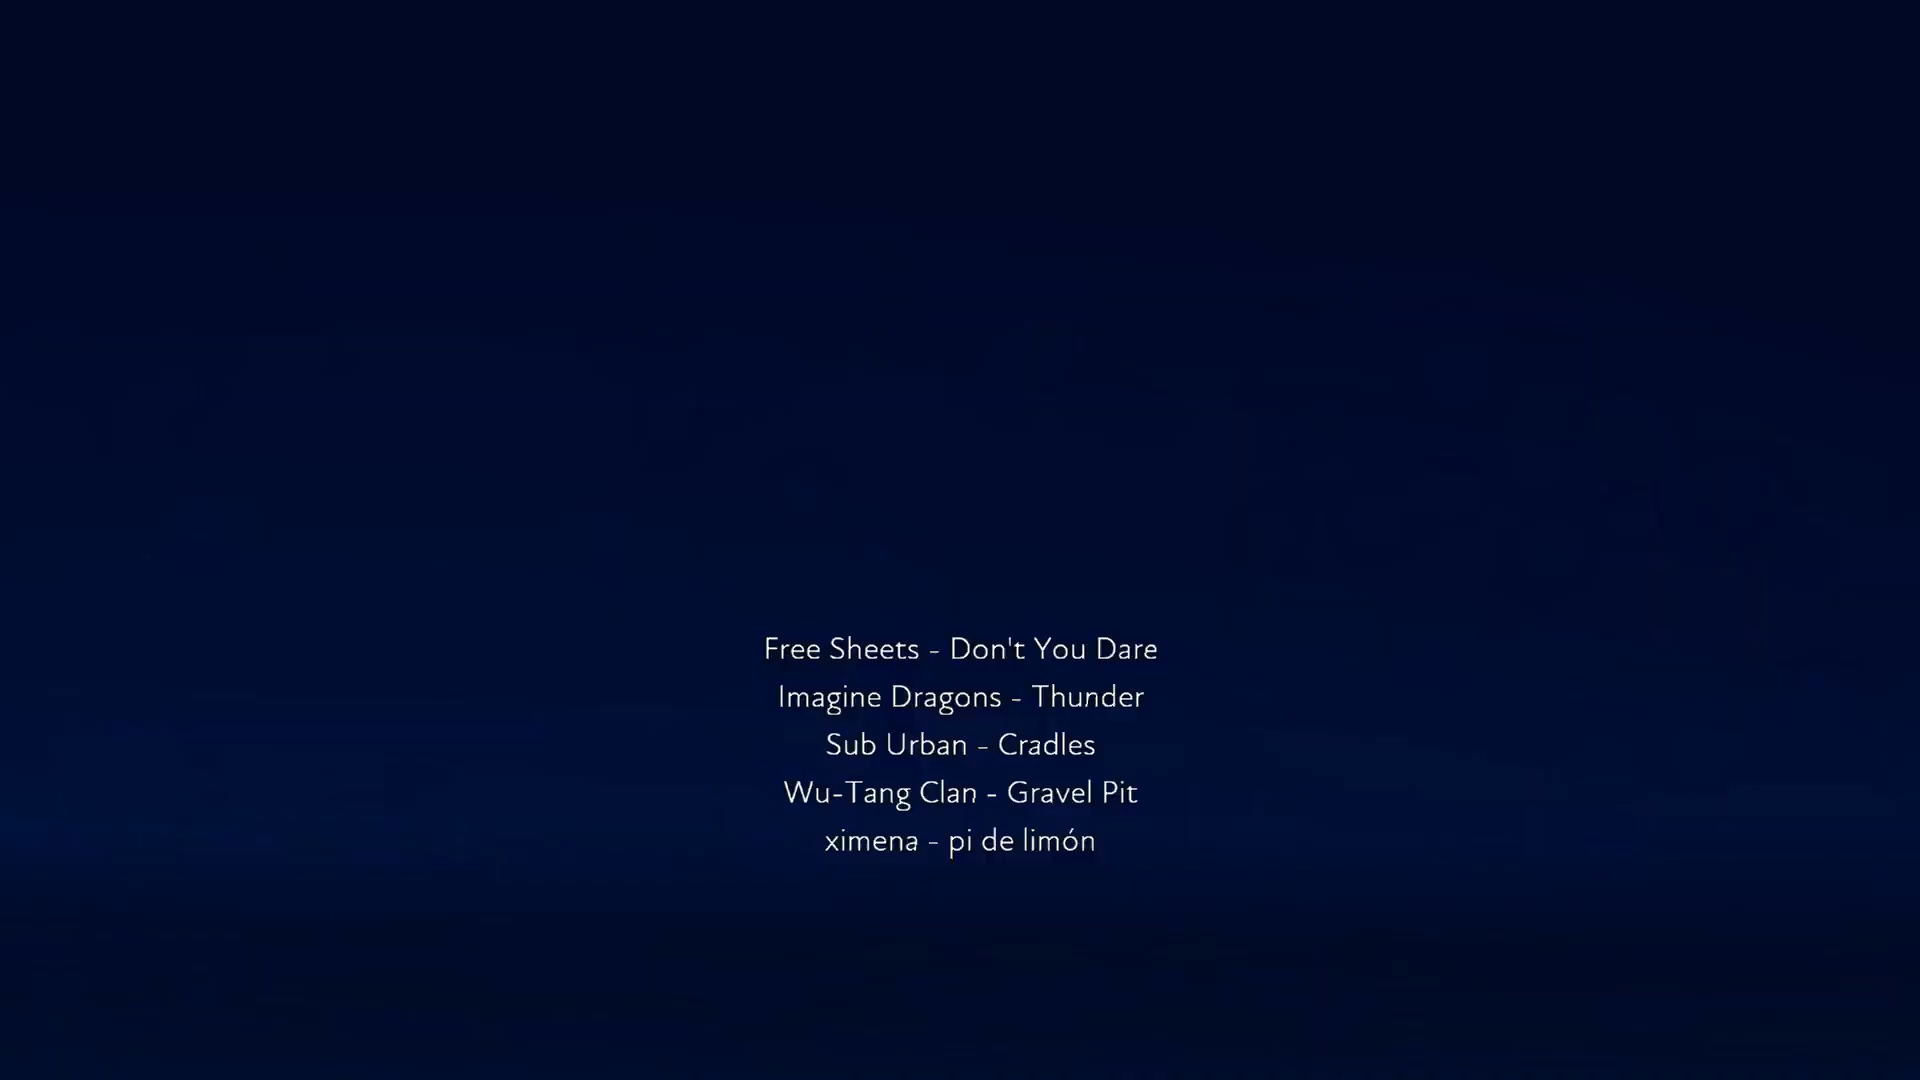 Free Sheets - Don't You Dare
Imagine Dragons - Thunder
Sub Urban - Cradles
Wu-Tang Clan - Gravel Pit
ximena - pi de limón